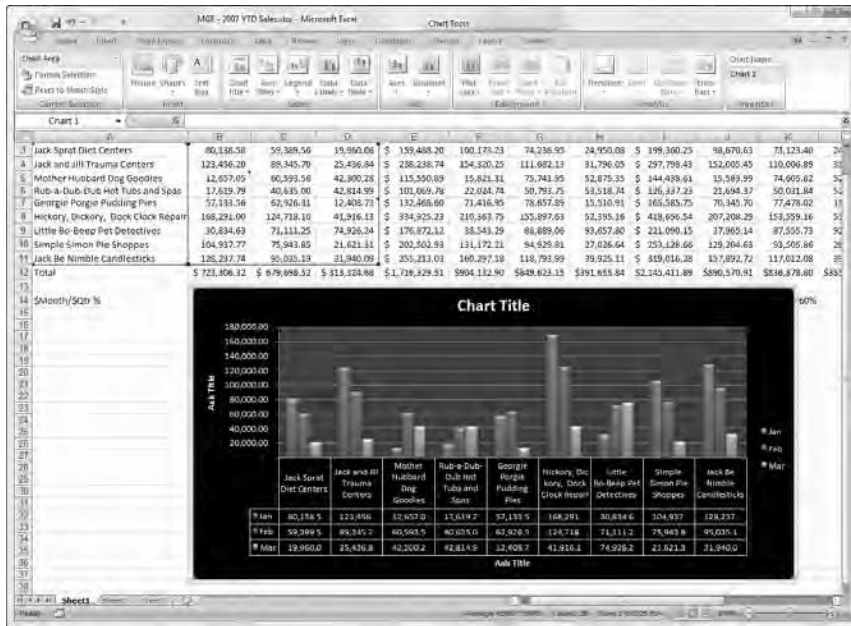 MGE - 2007 YTD Sales.xlsx - Microsoft Excel
Chart Tools
Chart Area
Format Selection
Reset to Match Style
Current Selection
Picture Shapes Text Box
Insert
Chart Title Axis Titles Legend Data Labels Data Table
Labels
Axes Gridlines
Axes
Plot Area
Background
Trendline
Analysis
Chart Name:
Chart 1
Properties
Chart 1
A B C D E F G H I J K
3 Jack Sprat Diet Centers 80,138.58 59,389.56 19,960.06 $ 159,488.20 100,173.23 74,236.95 24,950.08 $ 199,360.25 98,670.63 73,123.40
4 Jack and Jill Trauma Centers 123,456.20 89,345.70 25,436.84 $ 238,238.74 154,320.25 111,682.13 31,796.05 $ 297,798.43 152,005.45 110,006.89
5 Mother Hubbard Dog Goodies 12,657.05 60,593.56 42,300.28 $ 115,550.89 15,821.31 75,741.95 52,875.35 $ 144,438.61 15,583.99 74,605.82
6 Rub-a-Dub-Dub Hot Tubs and Spas 17,619.79 40,635.00 42,814.99 $ 101,069.78 22,024.74 50,793.75 53,518.74 $ 126,337.23 21,694.37 50,031.84
7 Georgie Porgie Pudding Pies 57,133.56 62,926.31 12,408.73 $ 132,468.60 71,416.95 78,657.89 15,510.91 $ 165,585.75 70,345.70 77,478.02
8 Hickory, Dickory, Dock Clock Repair 168,291.00 124,718.10 41,916.13 $ 334,925.23 210,363.75 155,897.63 52,395.16 $ 418,656.54 207,208.29 153,559.16
9 Little Bo-Beep Pet Detectives 30,834.63 71,111.25 74,926.24 $ 176,872.12 38,543.29 88,889.06 93,657.80 $ 221,090.15 37,965.14 87,555.73
10 Simple Simon Pie Shoppes 104,937.77 75,943.85 21,621.31 $ 202,502.93 131,172.21 94,929.81 27,026.64 $ 253,128.66 129,204.63 93,505.86
11 Jack Be Nimble Candlesticks 128,237.74 95,035.19 31,940.09 $ 255,213.03 160,297.18 118,793.99 39,925.11 $ 319,016.28 157,892.72 117,012.08
12 Total $ 723,306.32 $ 679,698.52 $ 313,324.68 $1,716,329.51 $904,132.90 $849,623.15 $391,655.84 $2,145,411.89 $890,570.91 $836,878.80
13
14 $Month/$Qtr % 60%
Chart Title
180,000.00
160,000.00
140,000.00
120,000.00
100,000.00
80,000.00
60,000.00
40,000.00
20,000.00
Axis Title
Jan
Feb
Mar
Jack Sprat Diet Centers
Jack and Jill Trauma Centers
Mother Hubbard Dog Goodies
Rub-a-Dub-Dub Hot Tubs and Spas
Georgie Porgie Pudding Pies
Hickory, Dickory, Dock Clock Repair
Little Bo-Beep Pet Detectives
Simple Simon Pie Shoppes
Jack Be Nimble Candlesticks
Jan 80,138.5 123,456 12,657.0 17,619.7 57,133.5 168,291 30,834.6 104,937 128,237
Feb 59,389.5 89,345.7 60,593.5 40,635.0 62,926.3 124,718 71,111.2 75,943.8 95,035.1
Mar 19,960.0 25,436.8 42,300.2 42,814.9 12,408.7 41,916.1 74,926.2 21,621.3 31,940.0
Axis Title
Sheet1
Ready